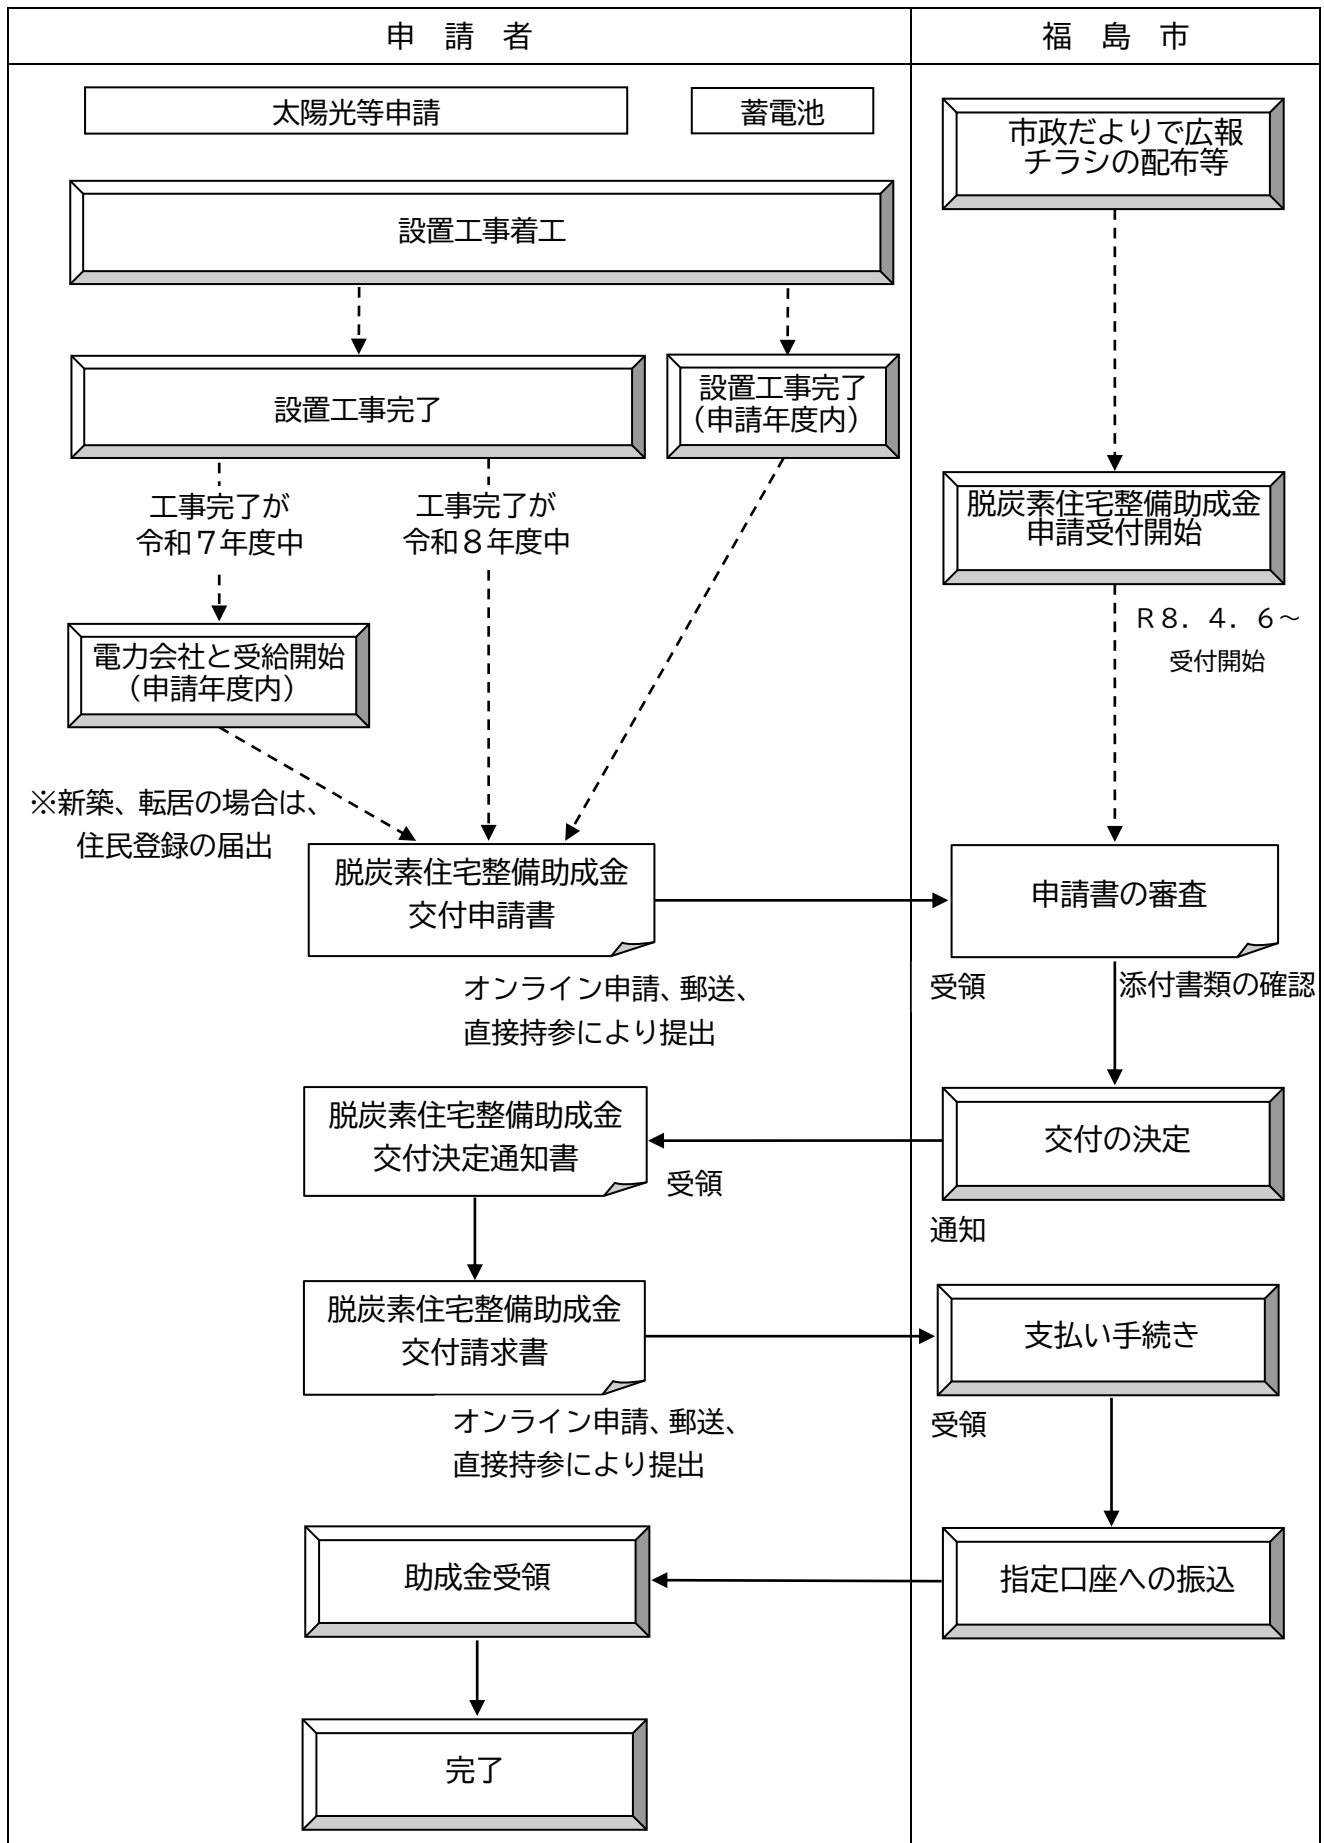 申　請　者
福　島　市
太陽光等申請
蓄電池
市政だよりで広報
チラシの配布等
設置工事着工
設置工事完了
設置工事完了
（申請年度内）
工事完了が
令和７年度中
工事完了が
令和８年度中
脱炭素住宅整備助成金
申請受付開始
Ｒ８．４．６～
受付開始
電力会社と受給開始
（申請年度内）
※新築、転居の場合は、
住民登録の届出
脱炭素住宅整備助成金
交付申請書
申請書の審査
オンライン申請、郵送、
直接持参により提出
受領
添付書類の確認
脱炭素住宅整備助成金
交付決定通知書
受領
交付の決定
通知
脱炭素住宅整備助成金
交付請求書
支払い手続き
オンライン申請、郵送、
直接持参により提出
受領
助成金受領
指定口座への振込
完了